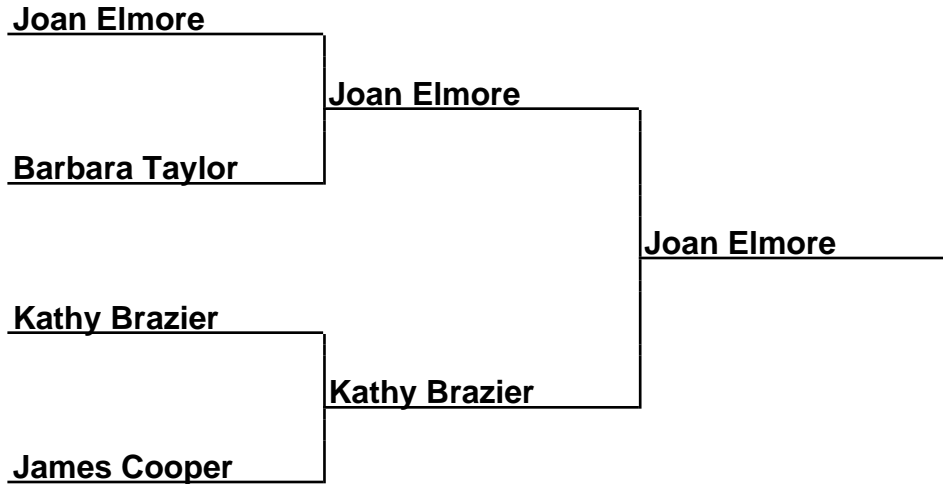 Joan Elmore
Joan Elmore
Barbara Taylor
Joan Elmore
Kathy Brazier
Kathy Brazier
James Cooper